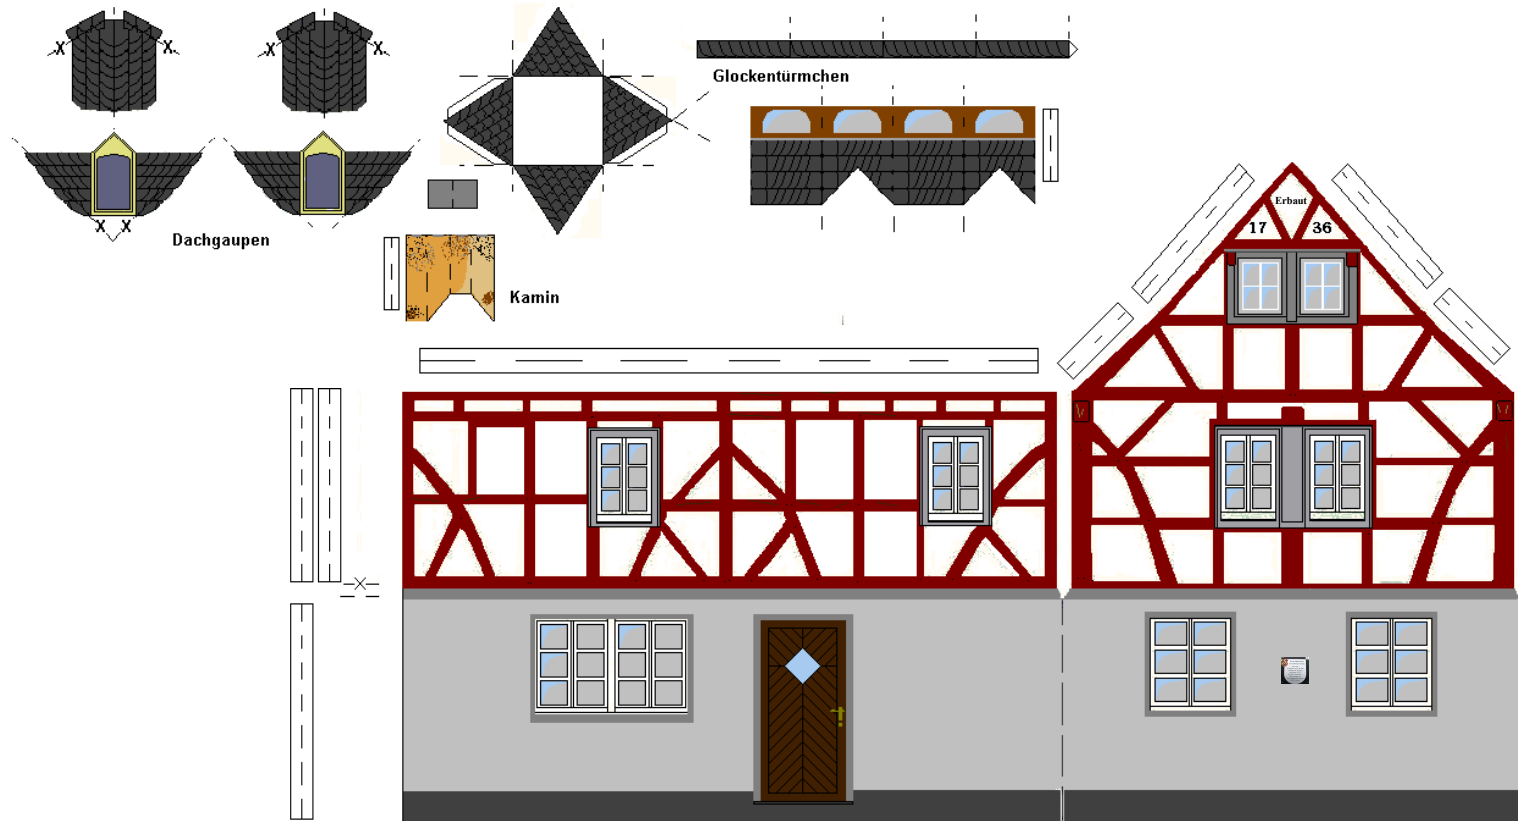 Glockentürmchen
Dachgaupen
Kamin
Erbaut
17 36
X X
X X
X X